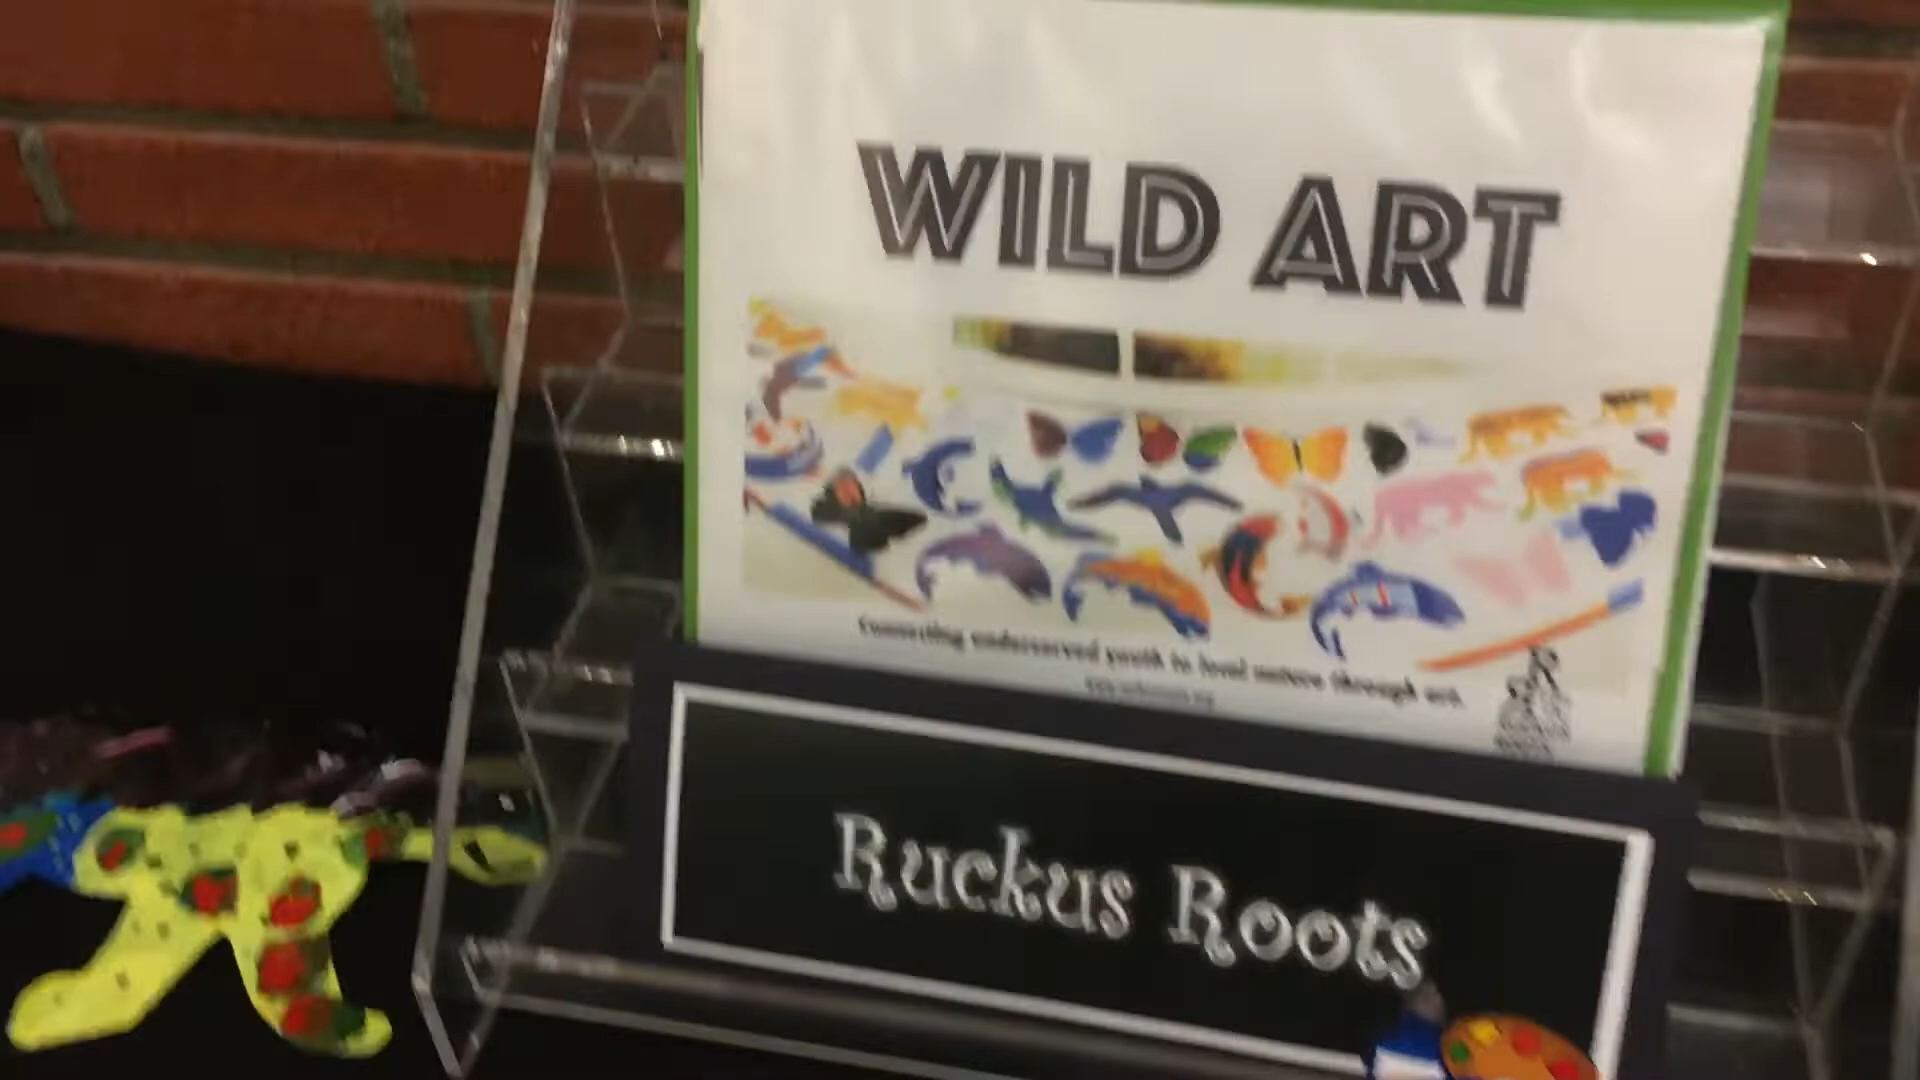 WILD ART
Connecting underserved youth to local nature through art.
Ruckus Roots